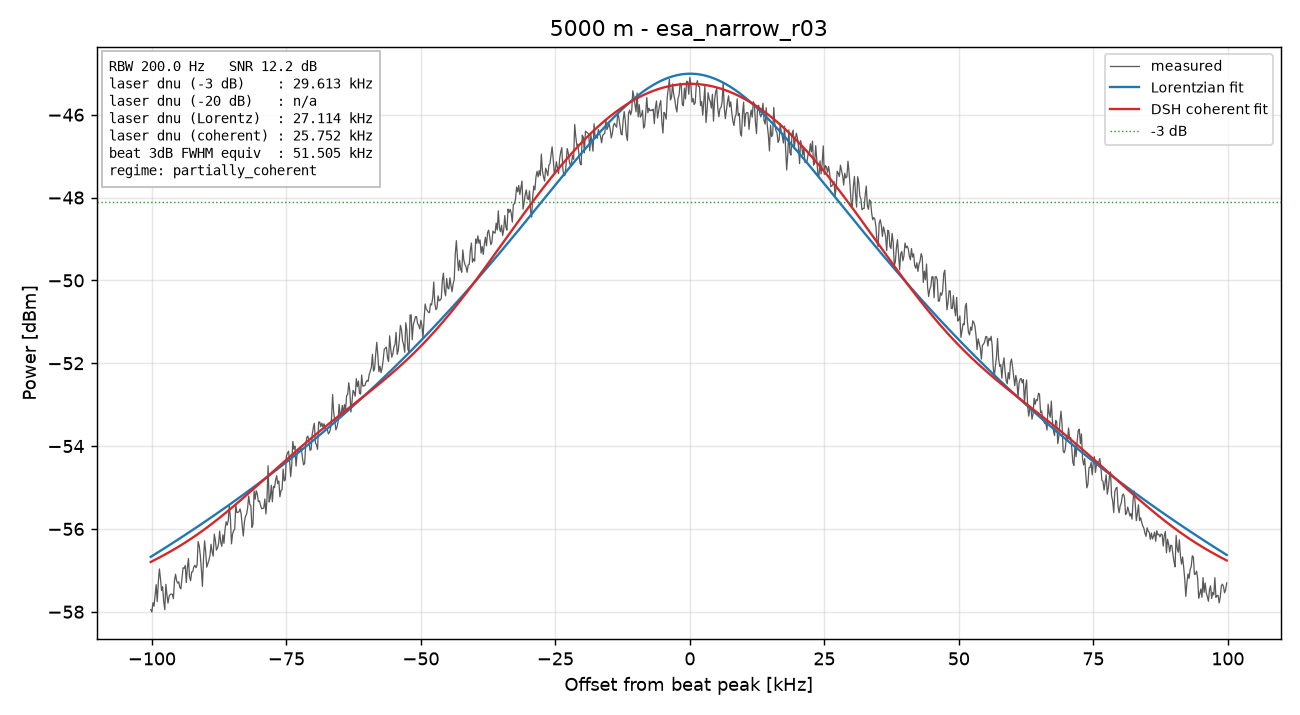 5000 m - esa_narrow_r03
RBW 200.0 Hz   SNR 12.2 dB
laser dnu (-3 dB)    : 29.613 kHz
laser dnu (-20 dB)   : n/a
laser dnu (Lorentz)  : 27.114 kHz
laser dnu (coherent) : 25.752 kHz
beat 3dB FWHM equiv  : 51.505 kHz
regime: partially_coherent
measured
Lorentzian fit
DSH coherent fit
-3 dB
Power [dBm]
−46
−48
−50
−52
−54
−56
−58
−100
−75
−50
−25
0
25
50
75
100
Offset from beat peak [kHz]